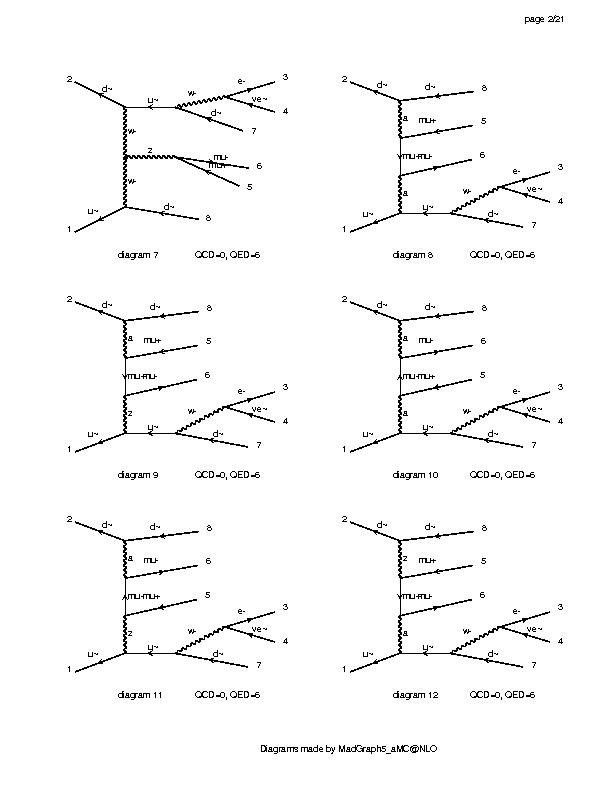 page 2/21
2
d~
w-
e-
3
u~
ve~
4
w-
d~
7
z
mu-
6
mu+
5
w-
u~
d~
8
1
diagram 7 QCD=0, QED=6
2
d~
d~
8
a
mu+
5
mu-
mu-
6
a
w-
e-
3
ve~
4
u~
u~
d~
7
1
diagram 8 QCD=0, QED=6
2
d~
d~
8
a
mu+
5
mu-
mu-
6
z
w-
e-
3
ve~
4
u~
u~
d~
7
1
diagram 9 QCD=0, QED=6
2
d~
d~
8
a
mu-
6
mu-
mu+
5
a
w-
e-
3
ve~
4
u~
u~
d~
7
1
diagram 10 QCD=0, QED=6
2
d~
d~
8
a
mu-
6
mu-
mu+
5
z
w-
e-
3
ve~
4
u~
u~
d~
7
1
diagram 11 QCD=0, QED=6
2
d~
d~
8
z
mu+
5
mu-
mu-
6
a
w-
e-
3
ve~
4
u~
u~
d~
7
1
diagram 12 QCD=0, QED=6
Diagrams made by MadGraph5_aMC@NLO